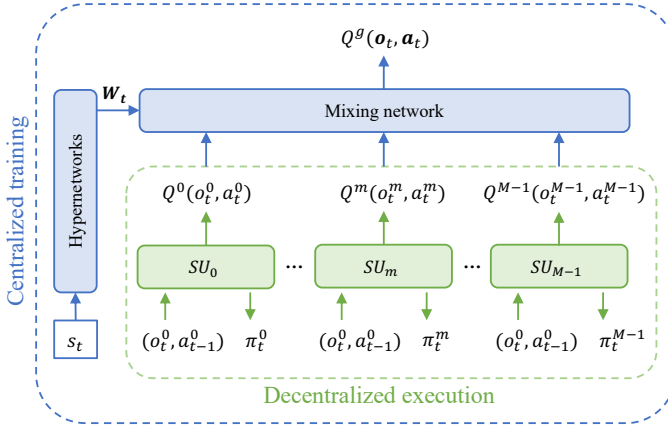 Q^g(o_t, a_t)
W_t
Mixing network
Centralized training
Hypernetworks
s_t
Q^0(o_t^0, a_t^0)
Q^m(o_t^m, a_t^m)
Q^{M−1}(o_t^{M−1}, a_t^{M−1})
SU_0
...
SU_m
...
SU_{M−1}
(o_t^0, a_{t−1}^0)
π_t^0
(o_t^0, a_{t−1}^0)
π_t^m
(o_t^0, a_{t−1}^0)
π_t^{M−1}
Decentralized execution